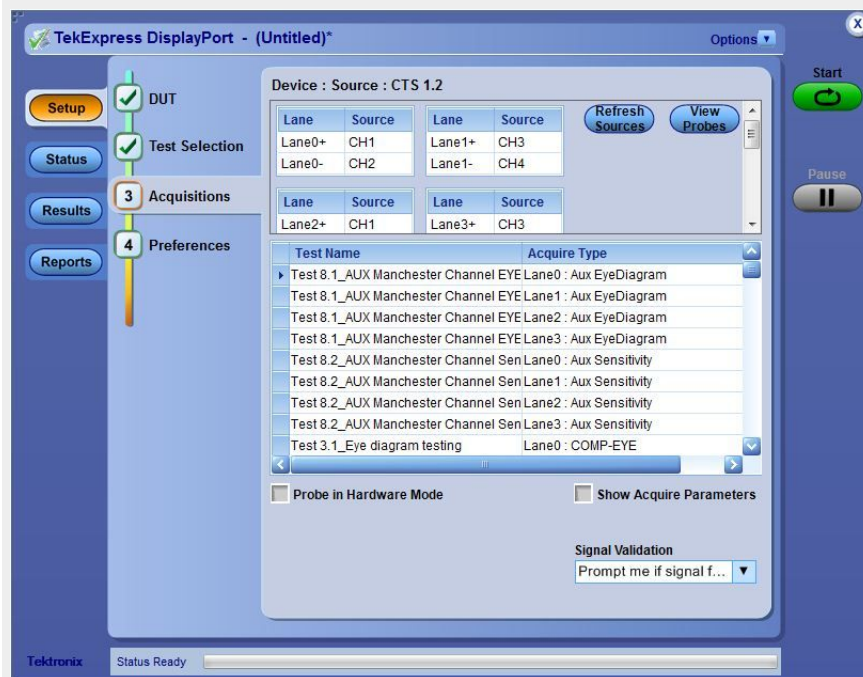 TekExpress DisplayPort - (Untitled)*
Options
X
Start
Pause
Setup
Status
Results
Reports
DUT
Test Selection
3 Acquisitions
4 Preferences
Device : Source : CTS 1.2
Refresh Sources
View Probes
Lane Source Lane Source
Lane0+ CH1 Lane1+ CH3
Lane0- CH2 Lane1- CH4
Lane Source Lane Source
Lane2+ CH1 Lane3+ CH3
Test Name Acquire Type
Test 8.1_AUX Manchester Channel EYE Lane0 : Aux EyeDiagram
Test 8.1_AUX Manchester Channel EYE Lane1 : Aux EyeDiagram
Test 8.1_AUX Manchester Channel EYE Lane2 : Aux EyeDiagram
Test 8.1_AUX Manchester Channel EYE Lane3 : Aux EyeDiagram
Test 8.2_AUX Manchester Channel Sen Lane0 : Aux Sensitivity
Test 8.2_AUX Manchester Channel Sen Lane1 : Aux Sensitivity
Test 8.2_AUX Manchester Channel Sen Lane2 : Aux Sensitivity
Test 8.2_AUX Manchester Channel Sen Lane3 : Aux Sensitivity
Test 3.1_Eye diagram testing Lane0 : COMP-EYE
Probe in Hardware Mode
Show Acquire Parameters
Signal Validation
Prompt me if signal f...
Tektronix
Status Ready